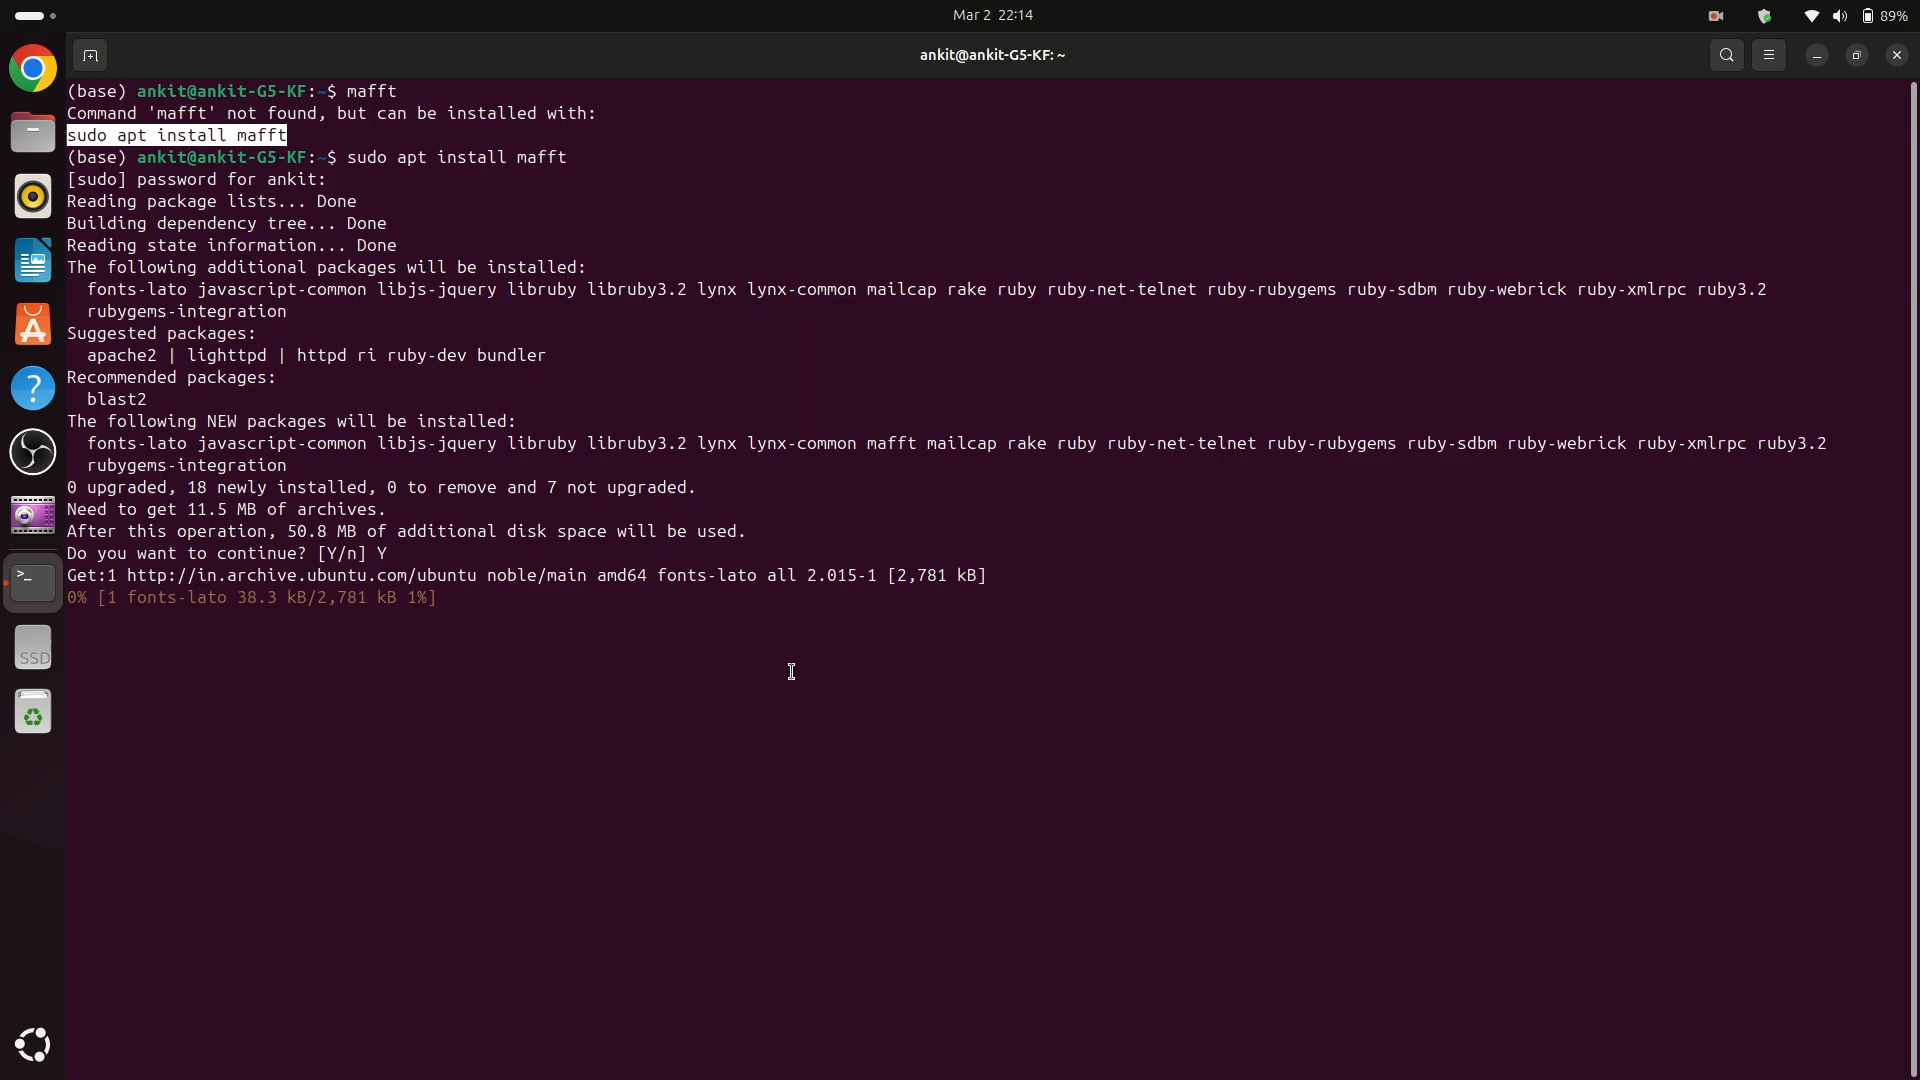 Mar 2 22:14
89%
ankit@ankit-G5-KF: ~
(base) ankit@ankit-G5-KF:~$ mafft
Command 'mafft' not found, but can be installed with:
sudo apt install mafft
(base) ankit@ankit-G5-KF:~$ sudo apt install mafft
[sudo] password for ankit:
Reading package lists... Done
Building dependency tree... Done
Reading state information... Done
The following additional packages will be installed:
fonts-lato javascript-common libjs-jquery libruby libruby3.2 lynx lynx-common mailcap rake ruby ruby-net-telnet ruby-rubygems ruby-sdbm ruby-webrick ruby-xmlrpc ruby3.2
rubygems-integration
Suggested packages:
apache2 | lighttpd | httpd ri ruby-dev bundler
Recommended packages:
blast2
The following NEW packages will be installed:
fonts-lato javascript-common libjs-jquery libruby libruby3.2 lynx lynx-common mafft mailcap rake ruby ruby-net-telnet ruby-rubygems ruby-sdbm ruby-webrick ruby-xmlrpc ruby3.2
rubygems-integration
0 upgraded, 18 newly installed, 0 to remove and 7 not upgraded.
Need to get 11.5 MB of archives.
After this operation, 50.8 MB of additional disk space will be used.
Do you want to continue? [Y/n] Y
Get:1 http://in.archive.ubuntu.com/ubuntu noble/main amd64 fonts-lato all 2.015-1 [2,781 kB]
0% [1 fonts-lato 38.3 kB/2,781 kB 1%]
SSD